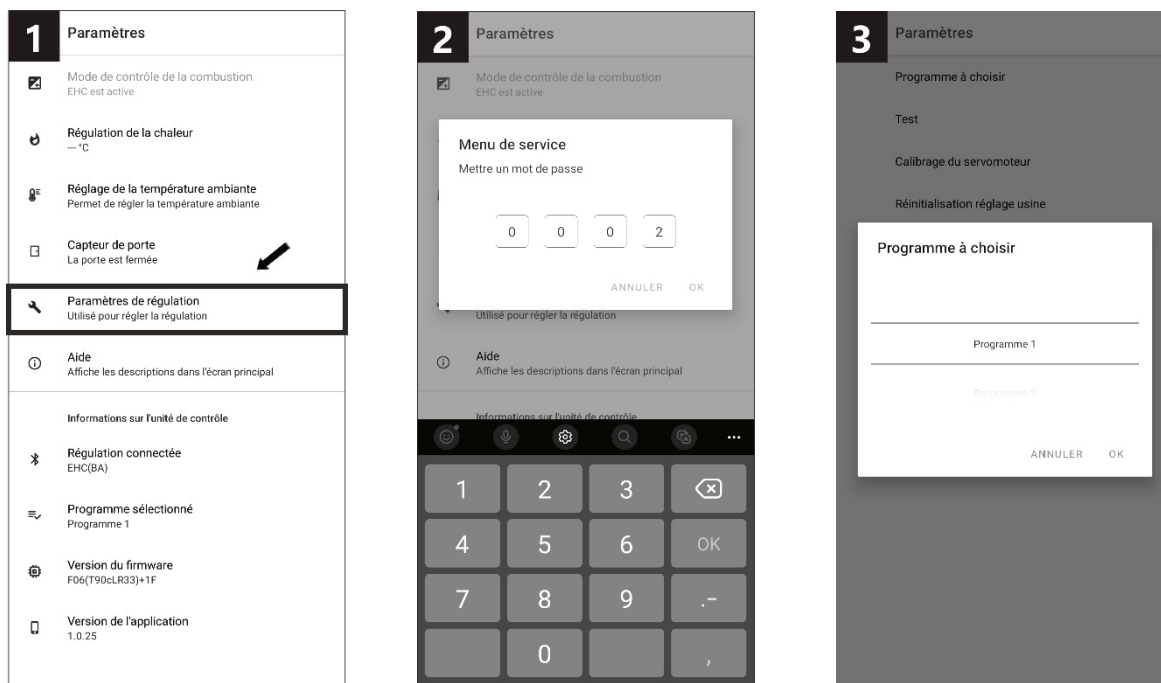 1
Paramètres
Mode de contrôle de la combustion
EHC est active
Régulation de la chaleur
--- °C
Réglage de la température ambiante
Permet de régler la température ambiante
Capteur de porte
La porte est fermée
Paramètres de régulation
Utilisé pour régler la régulation
Aide
Affiche les descriptions dans l'écran principal
Informations sur l'unité de contrôle
Régulation connectée
EHC(BA)
Programme sélectionné
Programme 1
Version du firmware
F06(T90cLR33)+1F
Version de l'application
1.0.25
2
Paramètres
Mode de contrôle de la combustion
EHC est active
Menu de service
Mettre un mot de passe
0 0 0 2
ANNULER OK
Utilisé pour régler la régulation
Aide
Affiche les descriptions dans l'écran principal
Informations sur l'unité de contrôle
1 2 3
4 5 6 OK
7 8 9 .-
0 ,
3
Paramètres
Programme à choisir
Test
Calibrage du servomoteur
Réinitialisation réglage usine
Programme à choisir
Programme 1
Programme 2
ANNULER OK